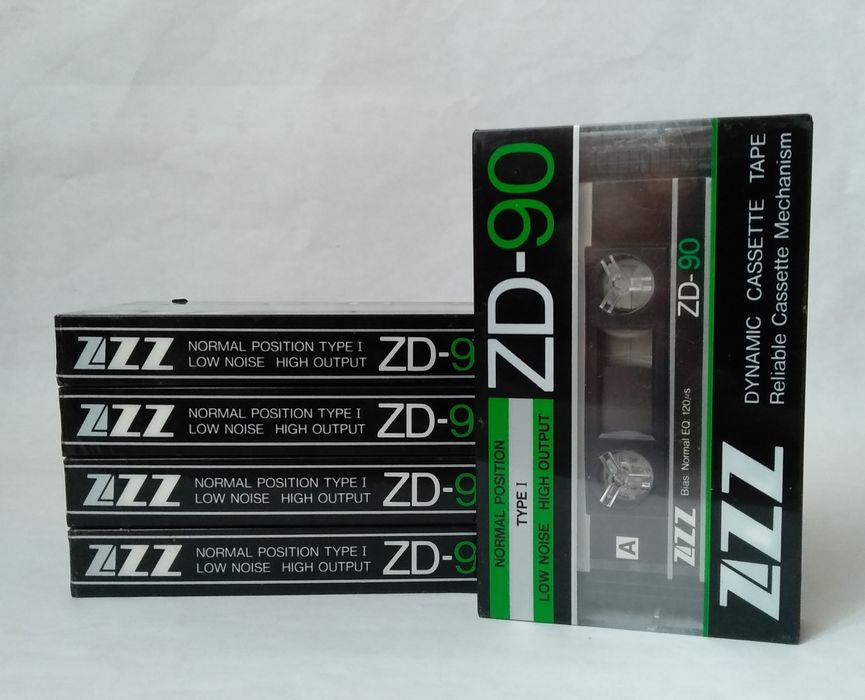 ZZZ NORMAL POSITION TYPE I
LOW NOISE HIGH OUTPUT ZD-9
ZZZ NORMAL POSITION TYPE I
LOW NOISE HIGH OUTPUT ZD-9
ZZZ NORMAL POSITION TYPE I
LOW NOISE HIGH OUTPUT ZD-9
ZZZ NORMAL POSITION TYPE I
LOW NOISE HIGH OUTPUT ZD-9
ZD-90
NORMAL POSITION
TYPE I
LOW NOISE HIGH OUTPUT
A
ZZZ Bias: Normal EQ: 120μs ZD-90
ZZZ
DYNAMIC CASSETTE TAPE
Reliable Cassette Mechanism